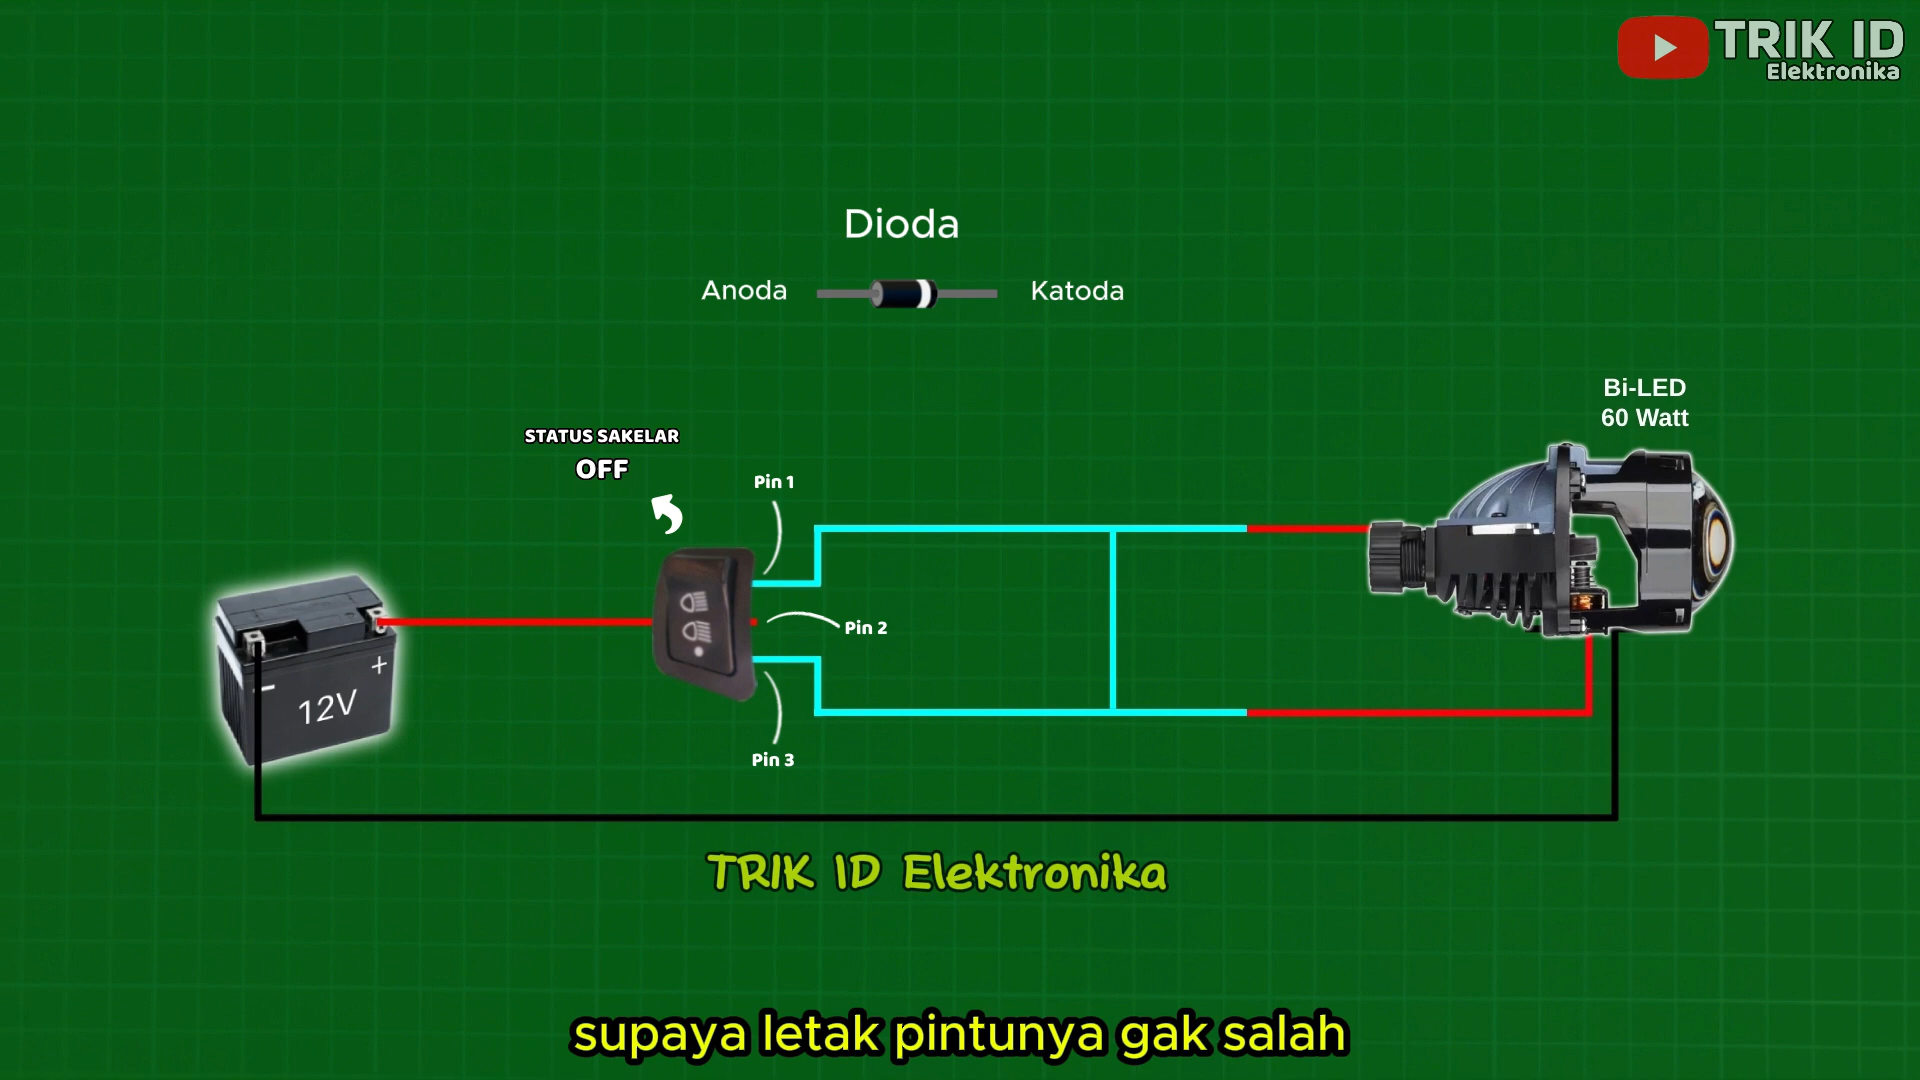 TRIK ID
Elektronika
Dioda
Anoda
Katoda
Bi-LED
60 Watt
STATUS SAKELAR
OFF
Pin 1
Pin 2
Pin 3
+
-
12V
TRIK ID Elektronika
supaya letak pintunya gak salah